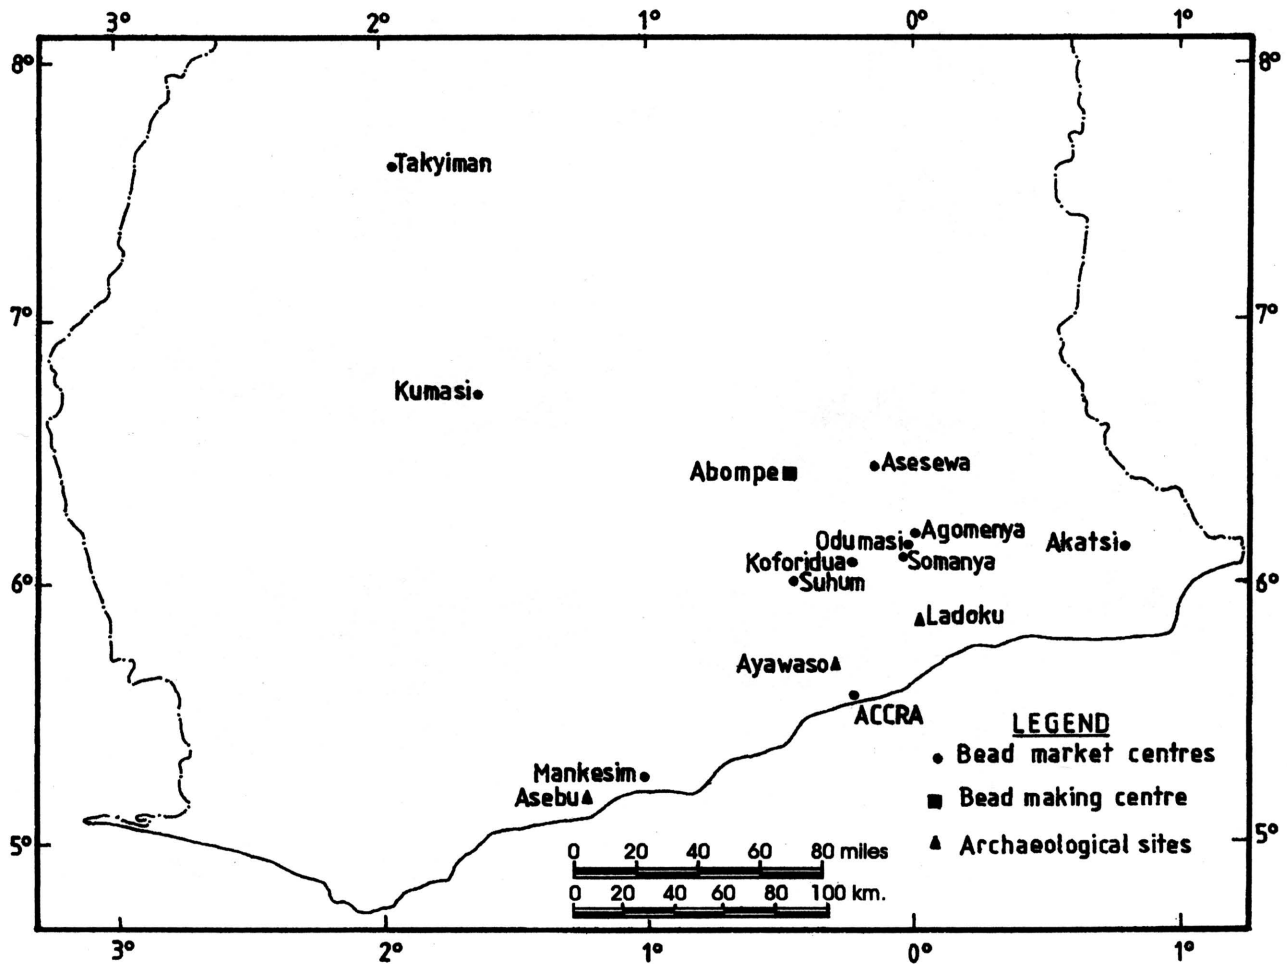 3° 2° 1° 0° 1°
8° 8°
Takyiman
7° 7°
Kumasi
Asesewa
Abompe
Agomenya
Odumasi Akatsi
Koforidua Somanya
6° Suhum 6°
Ladoku
Ayawaso
ACCRA
LEGEND
Bead market centres
Mankesim
Asebu Bead making centre
5° Archaeological sites 5°
0 20 40 60 80 miles
0 20 40 60 80 100 km.
3° 2° 1° 0° 1°